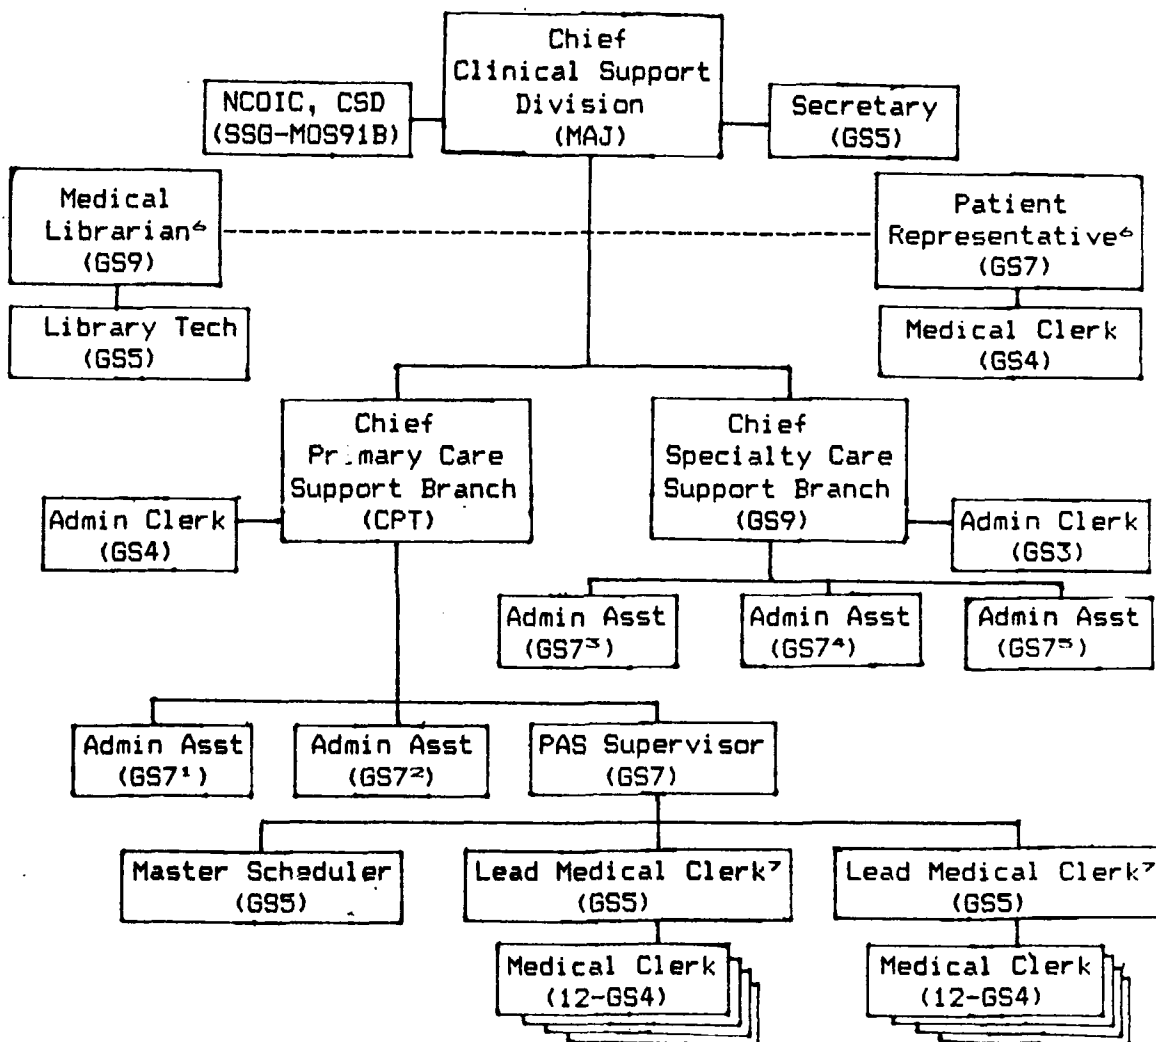 Chief
Clinical Support
Division
(MAJ)
NCOIC, CSD
(SSG-MOS91B)
Secretary
(GS5)
Medical
Librarian⁶
(GS9)
Patient
Representative⁶
(GS7)
Library Tech
(GS5)
Medical Clerk
(GS4)
Chief
Primary Care
Support Branch
(CPT)
Chief
Specialty Care
Support Branch
(GS9)
Admin Clerk
(GS4)
Admin Clerk
(GS3)
Admin Asst
(GS7³)
Admin Asst
(GS7⁴)
Admin Asst
(GS7⁵)
Admin Asst
(GS7¹)
Admin Asst
(GS7²)
PAS Supervisor
(GS7)
Master Scheduler
(GS5)
Lead Medical Clerk⁷
(GS5)
Lead Medical Clerk⁷
(GS5)
Medical Clerk
(12-GS4)
Medical Clerk
(12-GS4)